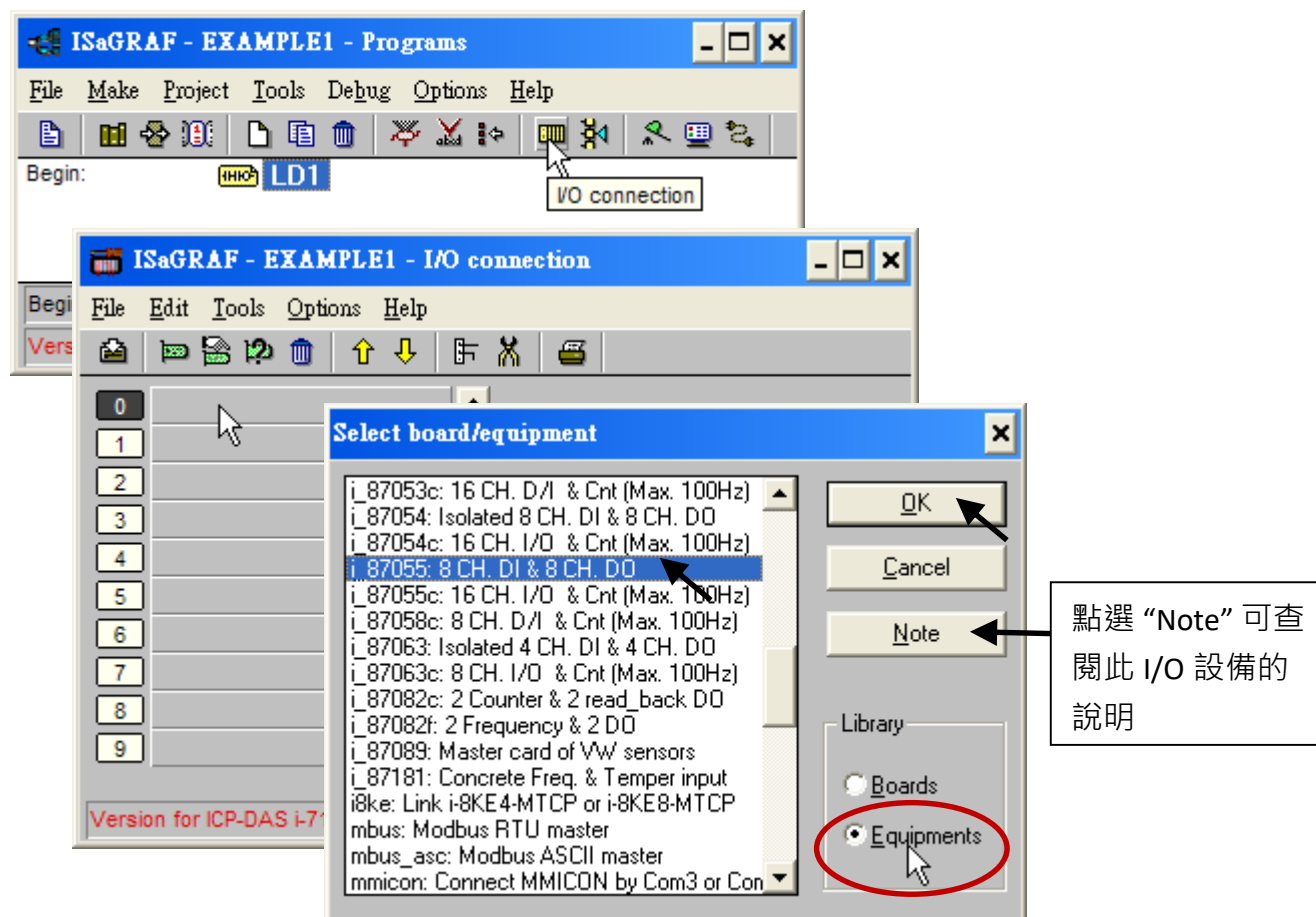 ISaGRAF - EXAMPLE1 - Programs
File Make Project Tools Debug Options Help
Begin: LD1
I/O connection
ISaGRAF - EXAMPLE1 - I/O connection
Begi
File Edit Tools Options Help
Vers
0
1
2
3
4
5
6
7
8
9
Version for ICP-DAS i-71
Select board/equipment
i_87053c: 16 CH. D/I & Cnt (Max. 100Hz)
i_87054: Isolated 8 CH. DI & 8 CH. DO
i_87054c: 16 CH. I/O & Cnt (Max. 100Hz)
i_87055: 8 CH. DI & 8 CH. DO
i_87055c: 16 CH. I/O & Cnt (Max. 100Hz)
i_87058c: 8 CH. D/I & Cnt (Max. 100Hz)
i_87063: Isolated 4 CH. DI & 4 CH. DO
i_87063c: 8 CH. I/O & Cnt (Max. 100Hz)
i_87082c: 2 Counter & 2 read_back DO
i_87082f: 2 Frequency & 2 DO
i_87089: Master card of VW sensors
i_87181: Concrete Freq. & Temper input
i8ke: Link i-8KE4-MTCP or i-8KE8-MTCP
mbus: Modbus RTU master
mbus_asc: Modbus ASCII master
mmicon: Connect MMICON by Com3 or Con
OK
Cancel
Note
Library
Boards
Equipments
點選 “Note” 可查
閱此 I/O 設備的
說明